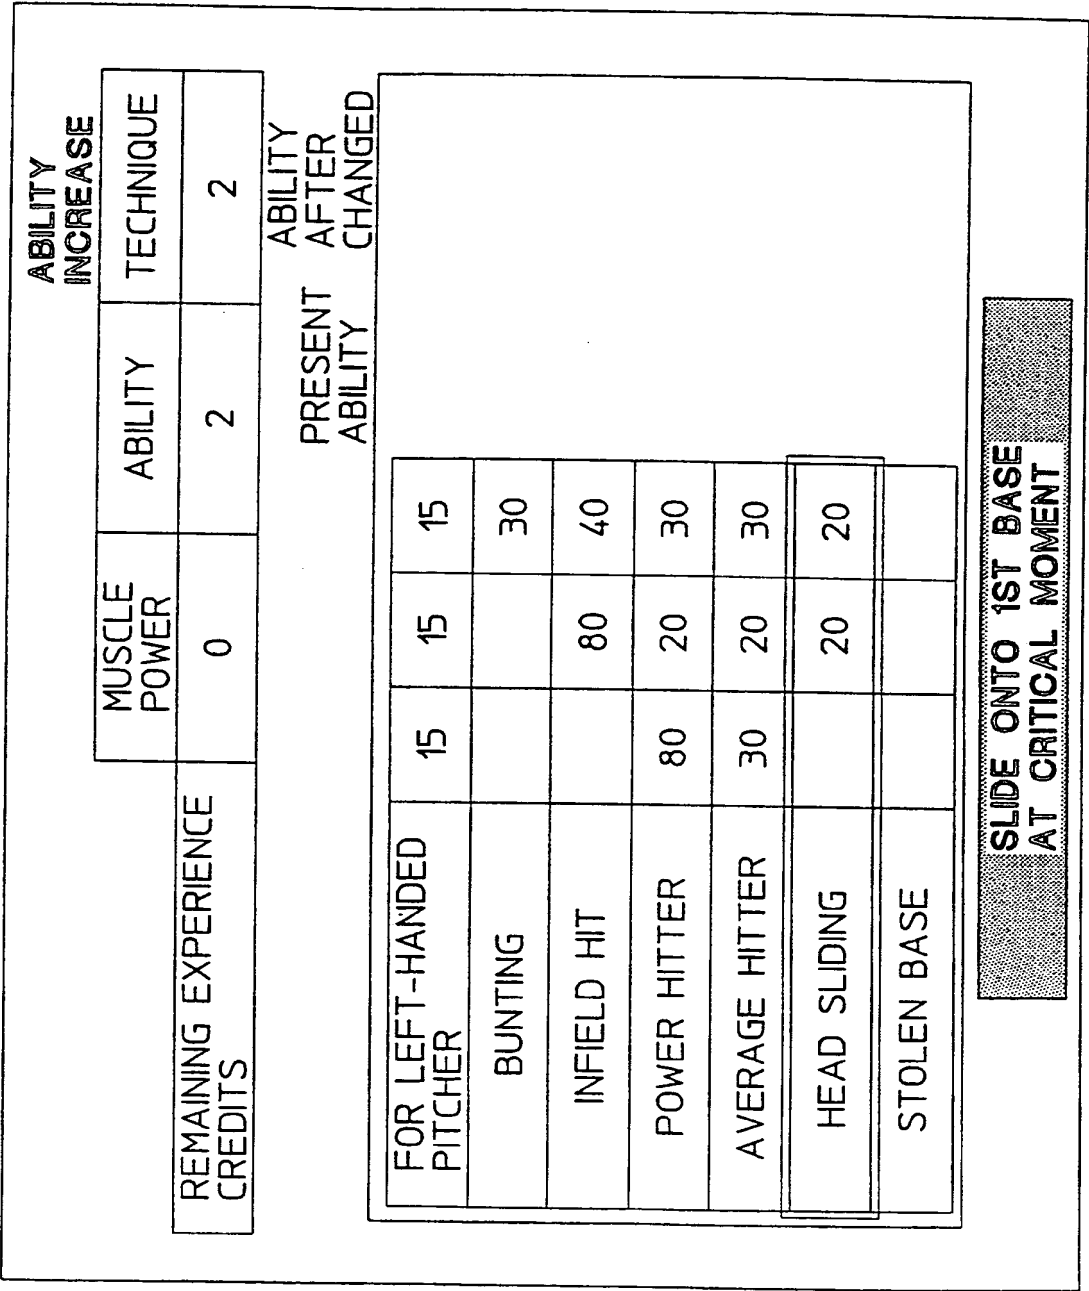 ABILITY
INCREASE
MUSCLE
POWER
ABILITY
TECHNIQUE
REMAINING EXPERIENCE
CREDITS
0
2
2
PRESENT
ABILITY
ABILITY
AFTER
CHANGED
FOR LEFT-HANDED
PITCHER
15
15
15
BUNTING
30
INFIELD HIT
80
40
POWER HITTER
80
20
30
AVERAGE HITTER
30
20
30
HEAD SLIDING
20
20
STOLEN BASE
SLIDE ONTO 1ST BASE
AT CRITICAL MOMENT